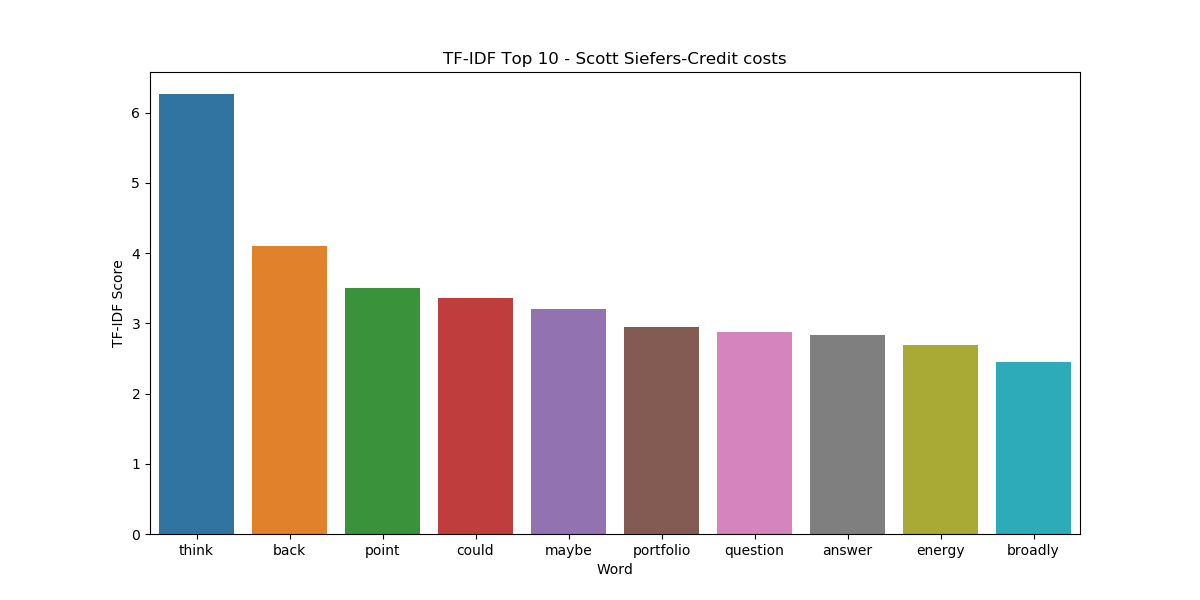 TF-IDF Top 10 - Scott Siefers-Credit costs
TF-IDF Score
6
5
4
3
2
1
0
think back point could maybe portfolio question answer energy broadly
Word